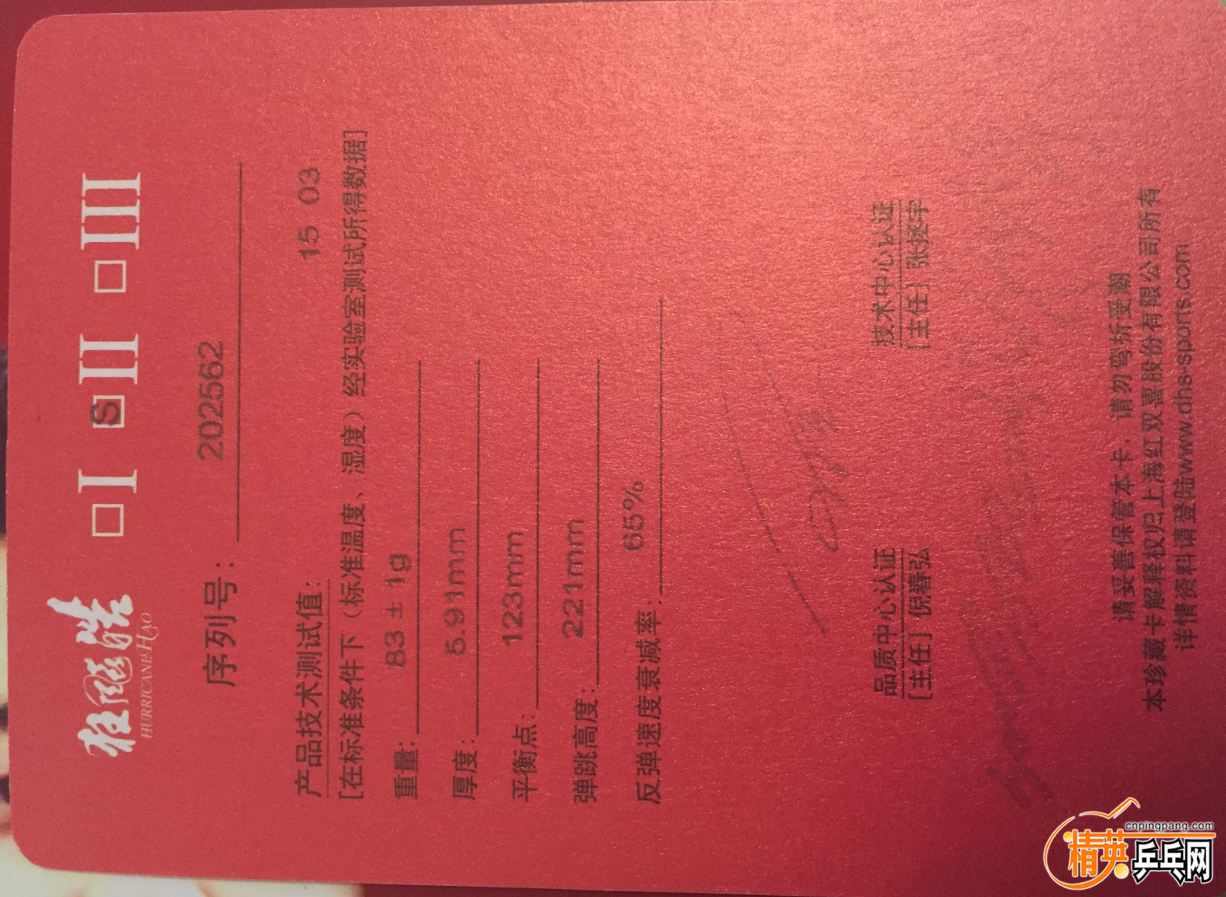 狂飚皓 □I □S II □III
HURRICANE HAO
序列号： 202562
产品技术测试值： 15 03
[在标准条件下（标准温度、湿度）经实验室测试所得数据]
重量： 83 ± 1g
厚度： 5.91mm
平衡点： 123mm
弹跳高度： 221mm
反弹速度衰减率： 65%
品质中心认证 技术中心认证
[主任] 倪春弘 [主任] 张拯宇
请妥善保管本卡，请勿弯折受潮
本珍藏卡解释权归上海红双喜股份有限公司所有
详情资料请登陆www.dhs-sports.com
cnpingpang.com
精英乒乓网